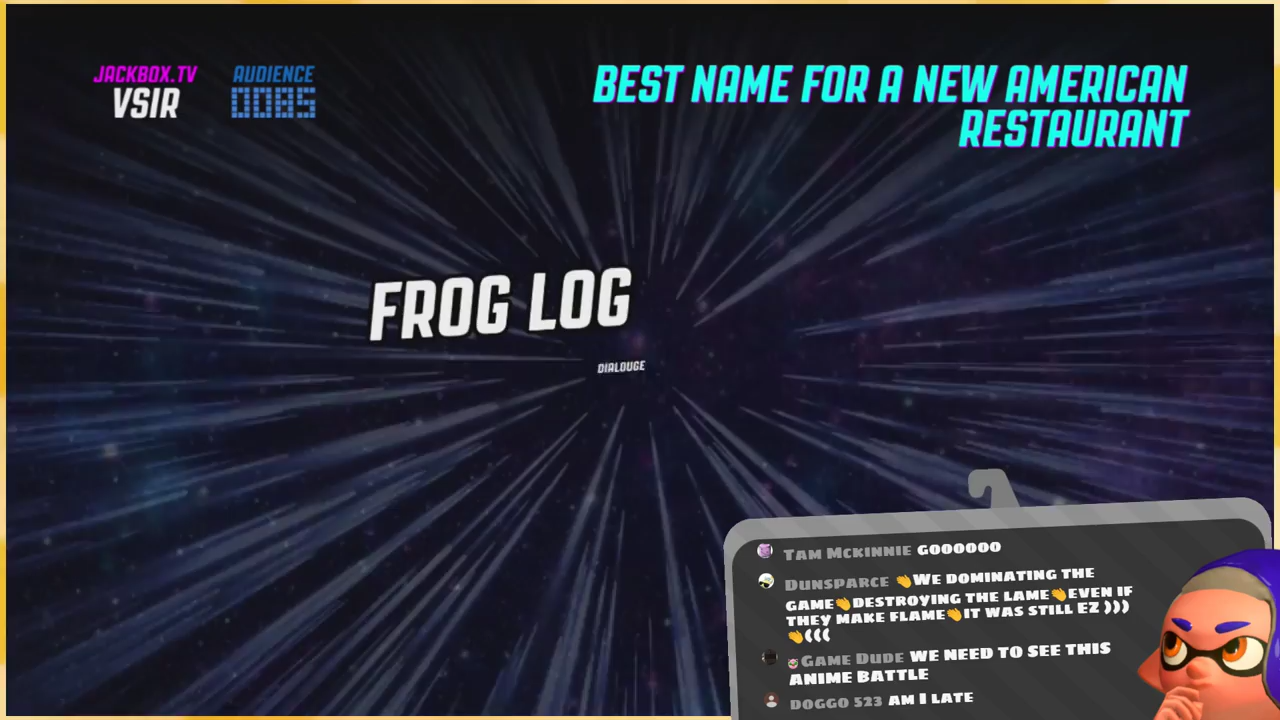 JACKBOX.TV
VSIR
AUDIENCE
0085
BEST NAME FOR A NEW AMERICAN
RESTAURANT
FROG LOG
DIALOUGE
TAM MCKINNIE GOOOOOO
DUNSPARCE 👏WE DOMINATING THE
GAME👏DESTROYING THE LAME👏EVEN IF
THEY MAKE FLAME👏IT WAS STILL EZ )))
👏(((
GAME DUDE WE NEED TO SEE THIS
ANIME BATTLE
DOGGO 523 AM I LATE